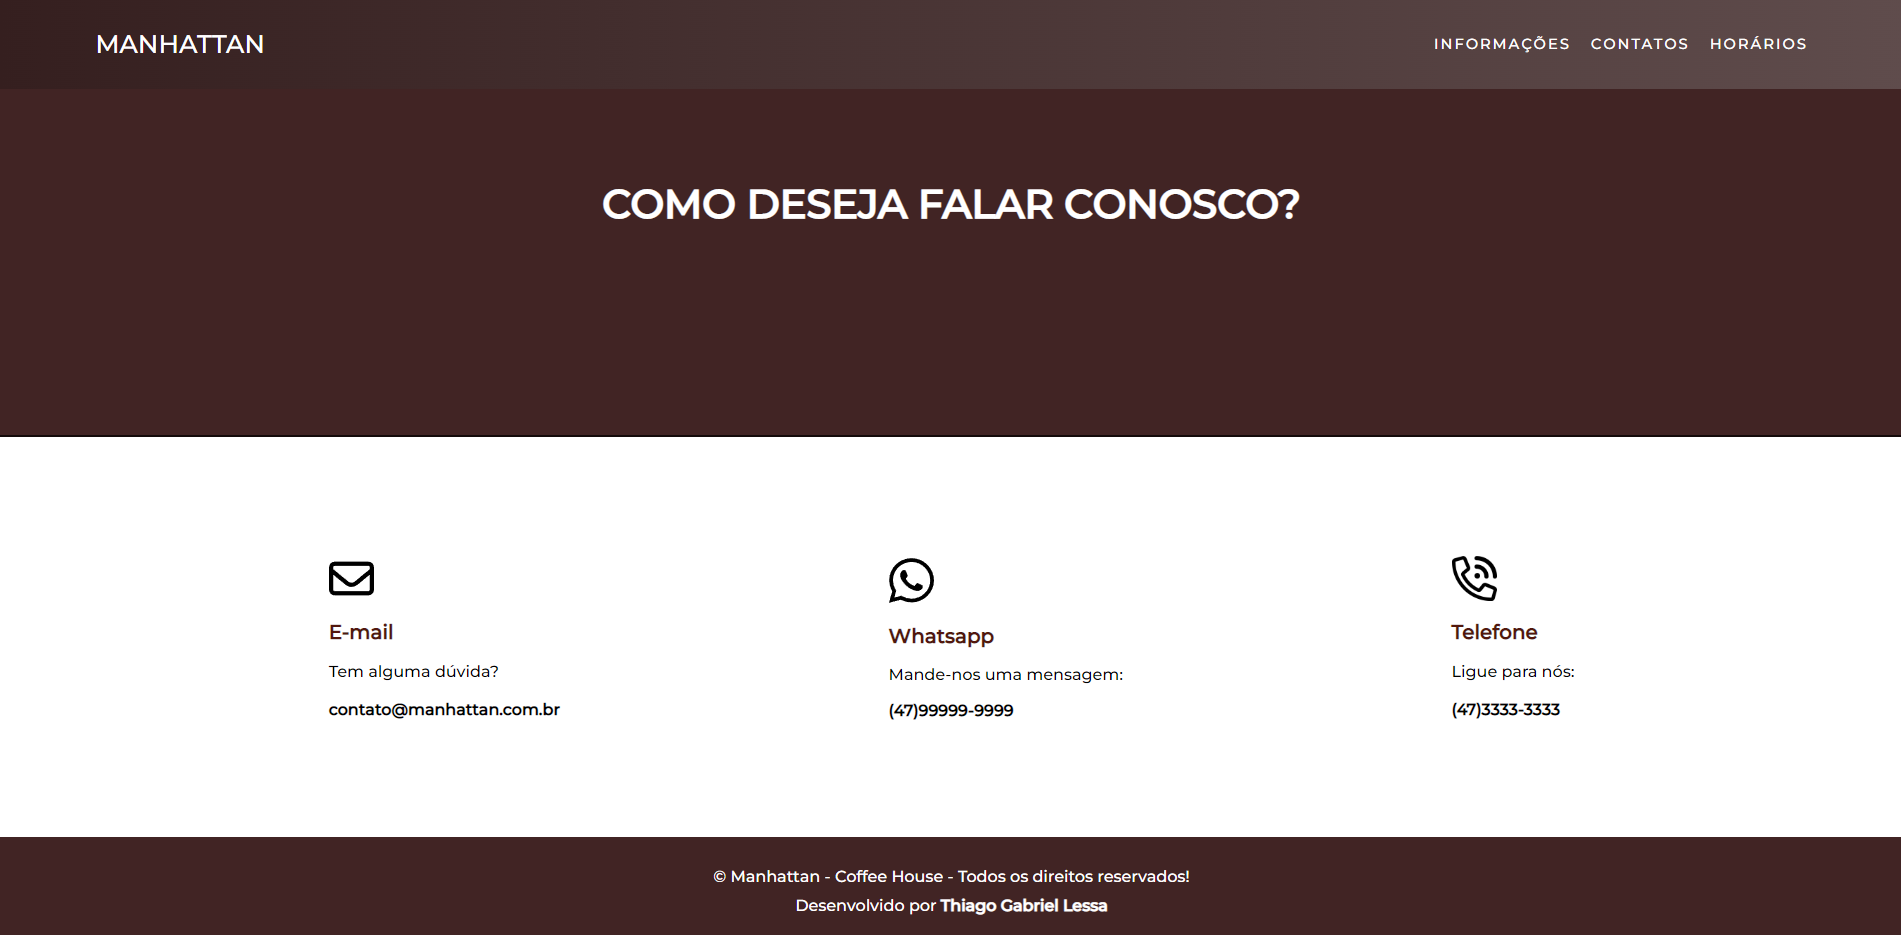 MANHATTAN
INFORMAÇÕES CONTATOS HORÁRIOS
COMO DESEJA FALAR CONOSCO?
E-mail
Tem alguma dúvida?
contato@manhattan.com.br
Whatsapp
Mande-nos uma mensagem:
(47)99999-9999
Telefone
Ligue para nós:
(47)3333-3333
© Manhattan - Coffee House - Todos os direitos reservados!
Desenvolvido por Thiago Gabriel Lessa